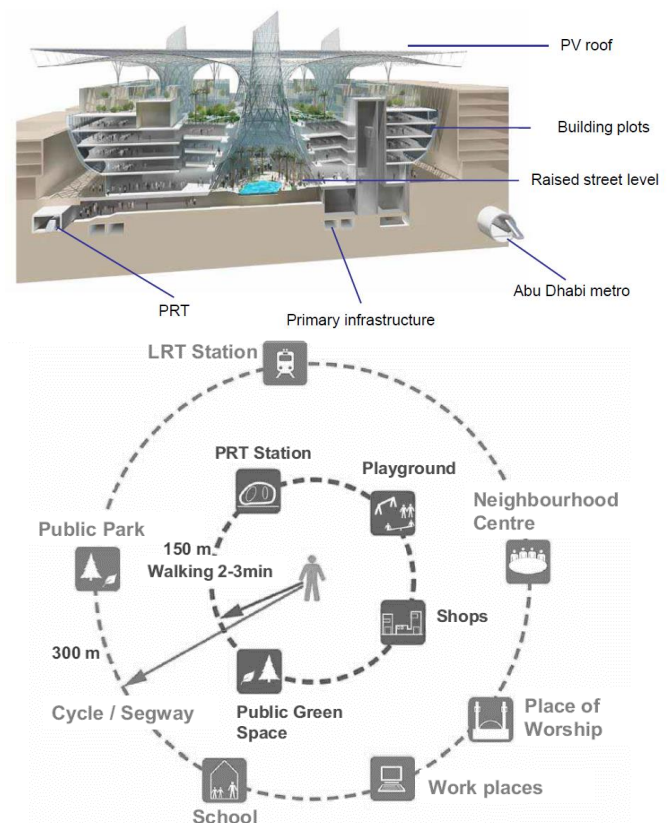 PV roof
Building plots
Raised street level
Abu Dhabi metro
PRT
Primary infrastructure
LRT Station
PRT Station
Playground
Neighbourhood
Centre
Public Park
150 m
Walking 2-3min
Shops
300 m
Cycle / Segway
Public Green
Space
Place of
Worship
Work places
School